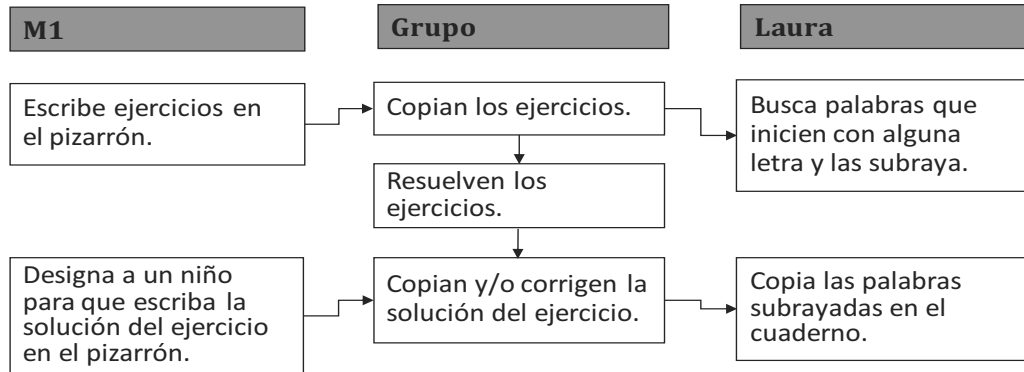 M1
Grupo
Laura
Escribe ejercicios en
el pizarrón.
Copian los ejercicios.
Busca palabras que
inicien con alguna
letra y las subraya.
Resuelven los
ejercicios.
Designa a un niño
para que escriba la
solución del ejercicio
en el pizarrón.
Copian y/o corrigen la
solución del ejercicio.
Copia las palabras
subrayadas en el
cuaderno.